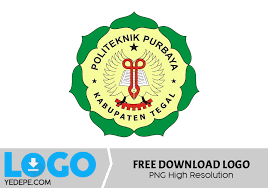 POLITEKNIK PURBAYA
KABUPATEN TEGAL
LOGO
YEDEPE.COM
FREE DOWNLOAD LOGO
PNG High Resolution